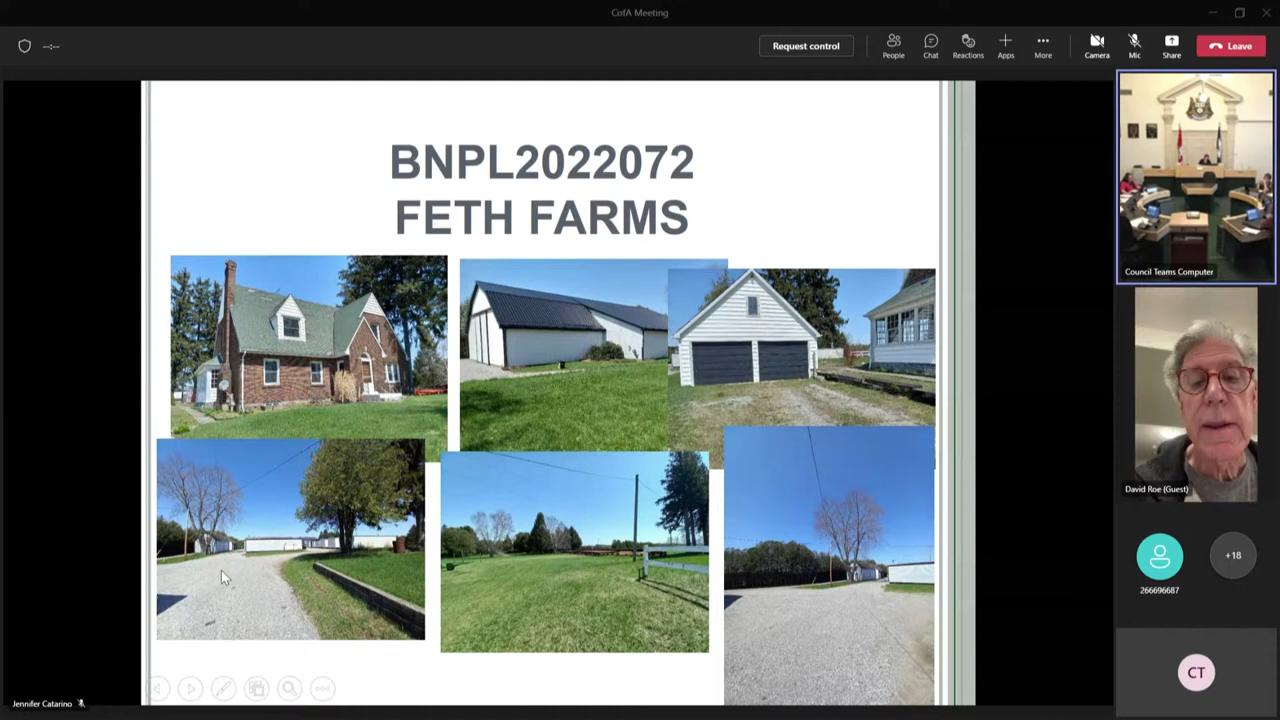 CofA Meeting
--:--
Request control
People
Chat
Reactions
Apps
More
Camera
Mic
Share
Leave
BNPL2022072
FETH FARMS
Council Teams Computer
David Roe (Guest)
266696687
+18
CT
Jennifer Catarino